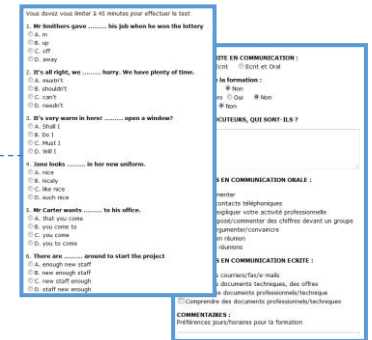 Vous devez vous limiter à 45 minutes pour effectuer le test
1. Mr Smithers gave ......... his job when he won the lottery
A. in
B. up
C. off
D. away
2. It's all right, we ......... hurry. We have plenty of time.
A. mustn't
B. shouldn't
C. can't
D. needn't
3. It's very warm in here! ......... open a window?
A. Shall I
B. Do I
C. Must I
D. Will I
4. Jane looks ......... in her new uniform.
A. nice
B. nicely
C. like nice
D. such nice
5. Mr Carter wants ......... to his office.
A. that you come
B. you come to
C. you come
D. you to come
6. There are ......... around to start the project
A. enough new staff
B. new enough staff
C. new staff enough
D. staff new enough
ITE EN COMMUNICATION :
Ecrit Ecrit et Oral
la formation :
Non
Oui Non
Non
OCUTEURS, QUI SONT-ILS ?
S EN COMMUNICATION ORALE :
enter
contacts téléphoniques
expliquer votre activité professionnelle
posé/commenter des chiffres devant un groupe
rgumenter/convaincre
en réunion
réunions
S EN COMMUNICATION ECRITE :
courriers/fax/e-mails
documents techniques, des offres
es documents professionnels/technique
Comprendre des documents professionnels/techniques
COMMENTAIRES :
Préférences jours/horaires pour la formation